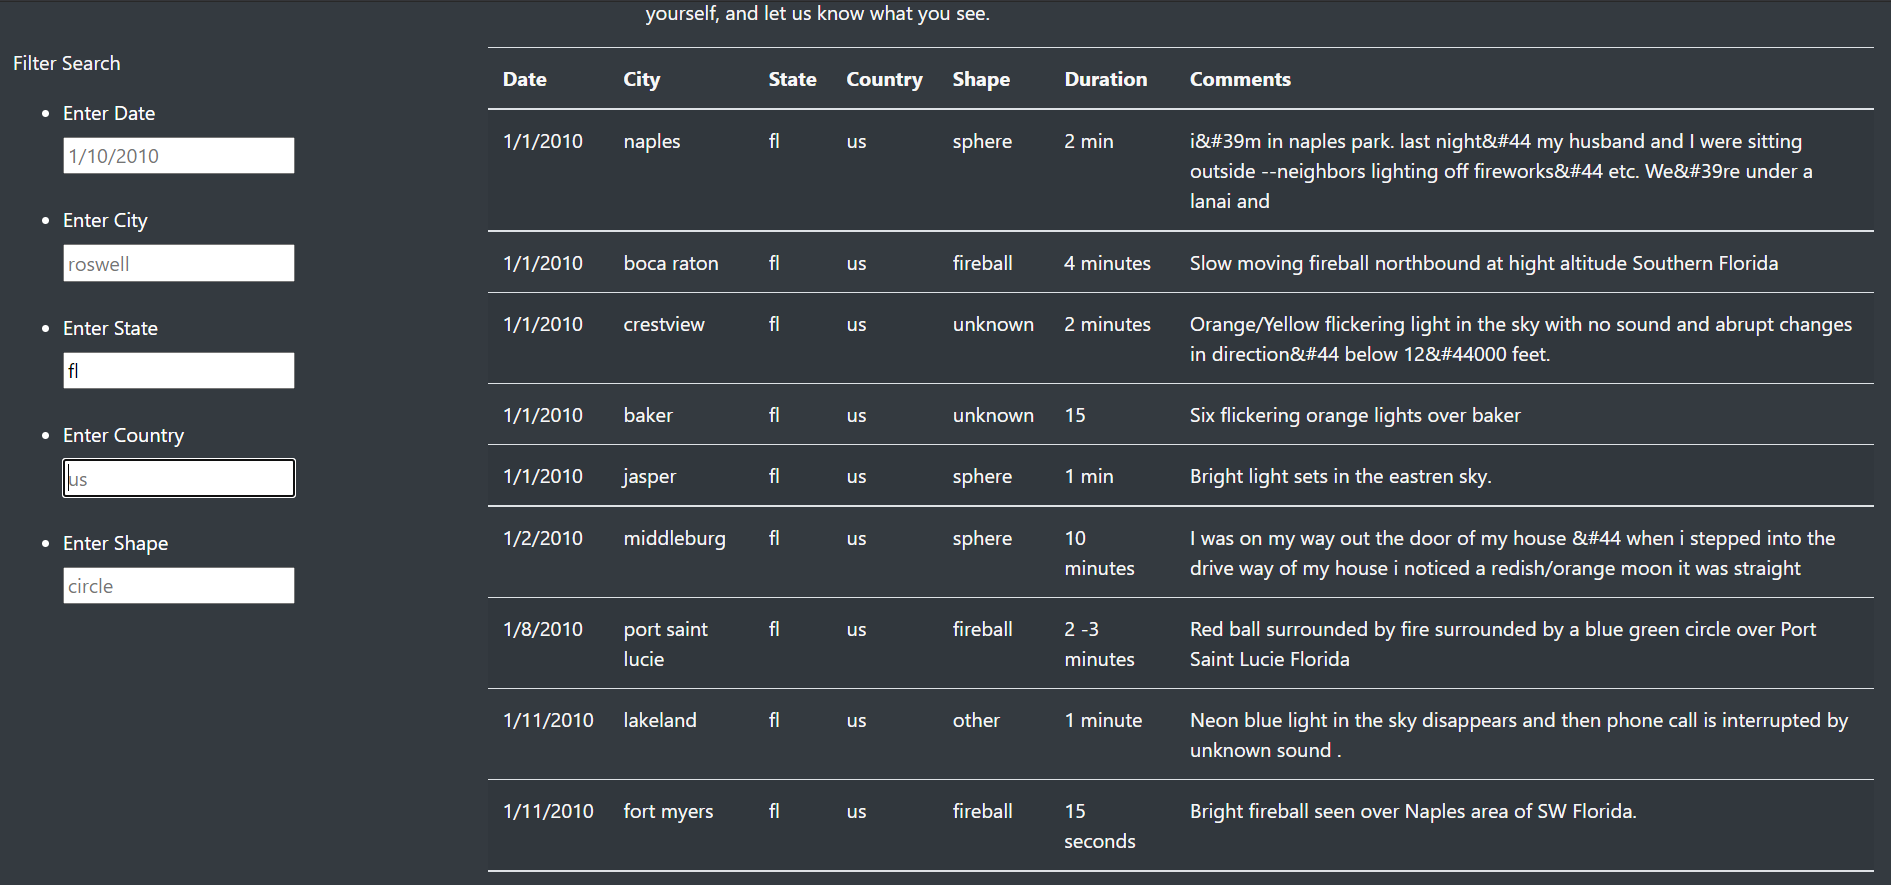 yourself, and let us know what you see.
Filter Search
Enter Date
1/10/2010
Enter City
roswell
Enter State
fl
Enter Country
us
Enter Shape
circle
Date City State Country Shape Duration Comments
1/1/2010 naples fl us sphere 2 min i&#39m in naples park. last night&#44 my husband and I were sitting
outside --neighbors lighting off fireworks&#44 etc. We&#39re under a
lanai and
1/1/2010 boca raton fl us fireball 4 minutes Slow moving fireball northbound at hight altitude Southern Florida
1/1/2010 crestview fl us unknown 2 minutes Orange/Yellow flickering light in the sky with no sound and abrupt changes
in direction&#44 below 12&#44000 feet.
1/1/2010 baker fl us unknown 15 Six flickering orange lights over baker
1/1/2010 jasper fl us sphere 1 min Bright light sets in the eastren sky.
1/2/2010 middleburg fl us sphere 10 I was on my way out the door of my house &#44 when i stepped into the
minutes drive way of my house i noticed a redish/orange moon it was straight
1/8/2010 port saint fl us fireball 2 -3 Red ball surrounded by fire surrounded by a blue green circle over Port
lucie minutes Saint Lucie Florida
1/11/2010 lakeland fl us other 1 minute Neon blue light in the sky disappears and then phone call is interrupted by
unknown sound .
1/11/2010 fort myers fl us fireball 15 Bright fireball seen over Naples area of SW Florida.
seconds